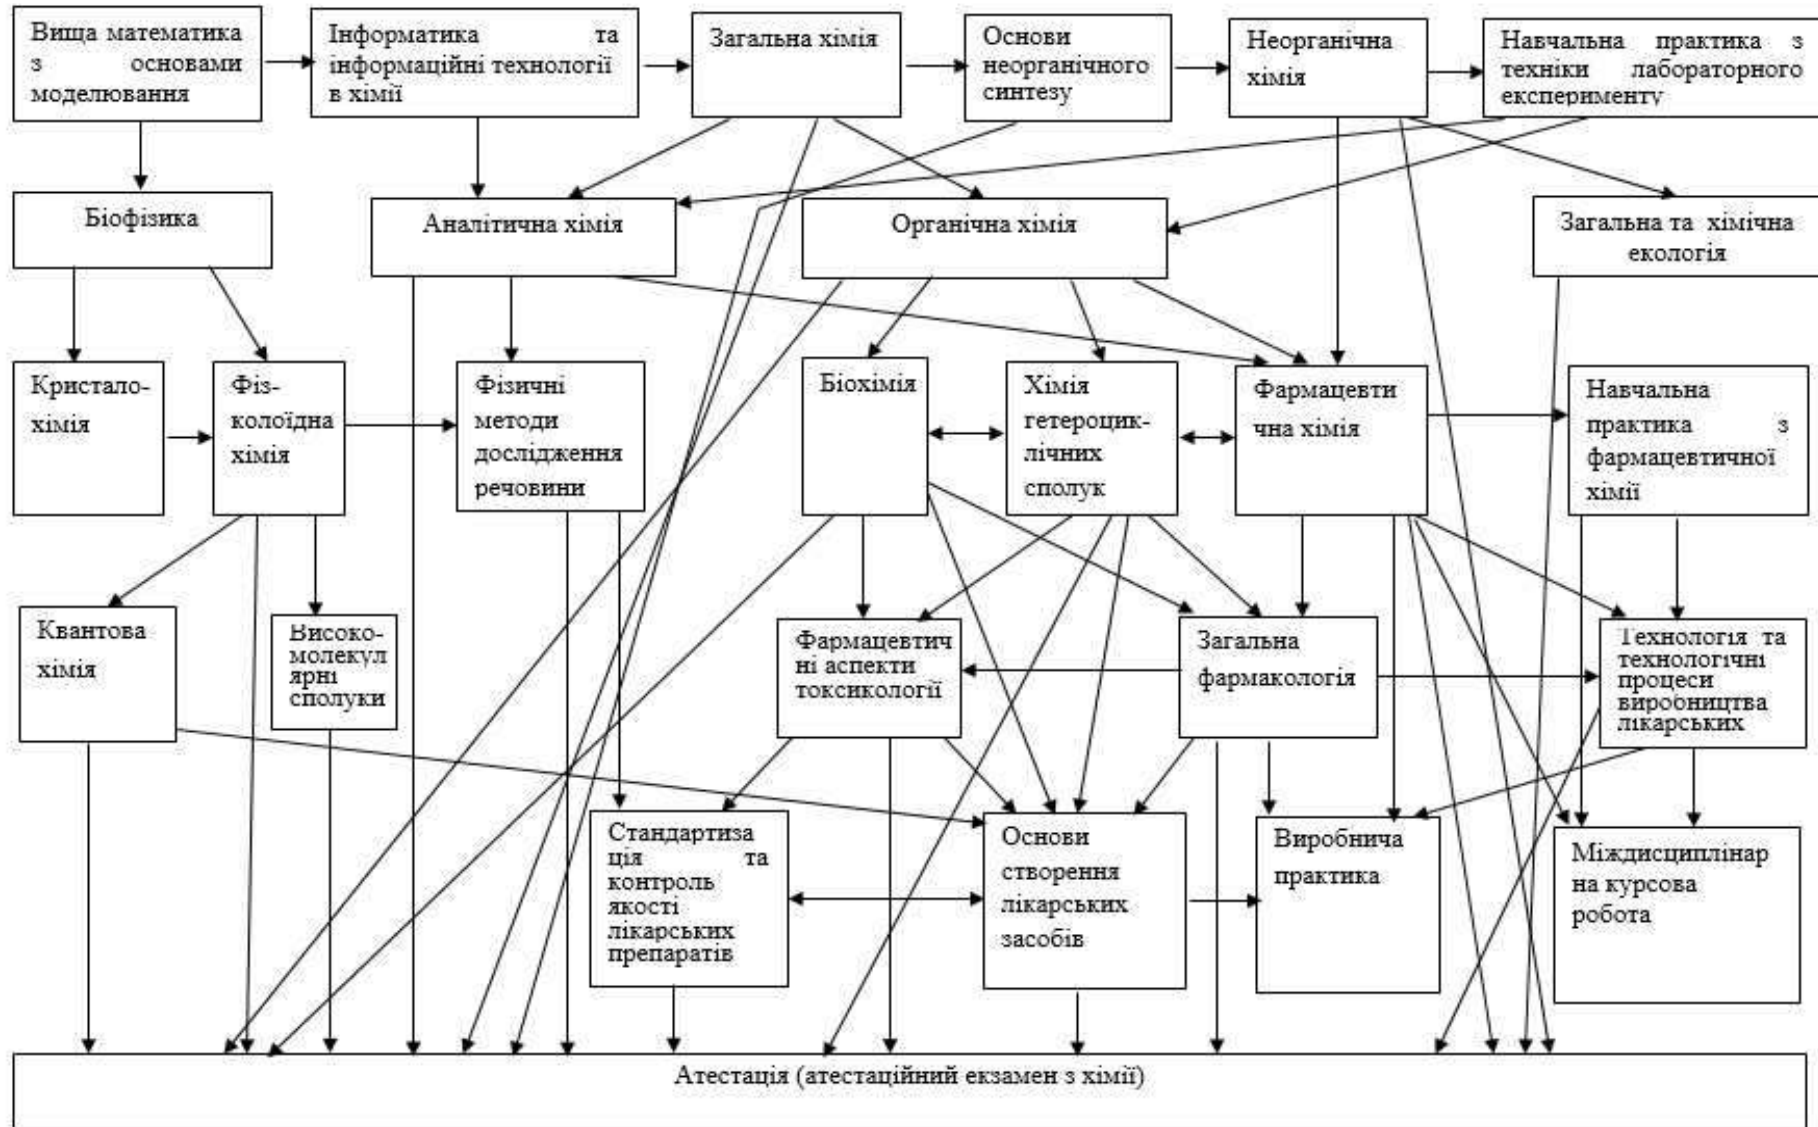 Вища математика
з основами
моделювання
Інформатика та
інформаційні технології
в хімії
Загальна хімія
Основи
неорганічного
синтезу
Неорганічна
хімія
Навчальна практика з
техніки лабораторного
експерименту
Біофізика
Аналітична хімія
Органічна хімія
Загальна та хімічна
екологія
Кристало-
хімія
Фіз-
колоїдна
хімія
Фізичні
методи
дослідження
речовини
Біохімія
Хімія
гетероцик-
лічних
сполук
Фармацевти
чна хімія
Навчальна
практика з
фармацевтичної
хімії
Квантова
хімія
Високо-
молекул
ярні
сполуки
Фармацевтич
ні аспекти
токсикології
Загальна
фармакологія
Технологія та
технологічні
процеси
виробництва
лікарських
Стандартиза
ція та
контроль
якості
лікарських
препаратів
Основи
створення
лікарських
засобів
Виробнича
практика
Міждисциплінар
на курсова
робота
Атестація (атестаційний екзамен з хімії)